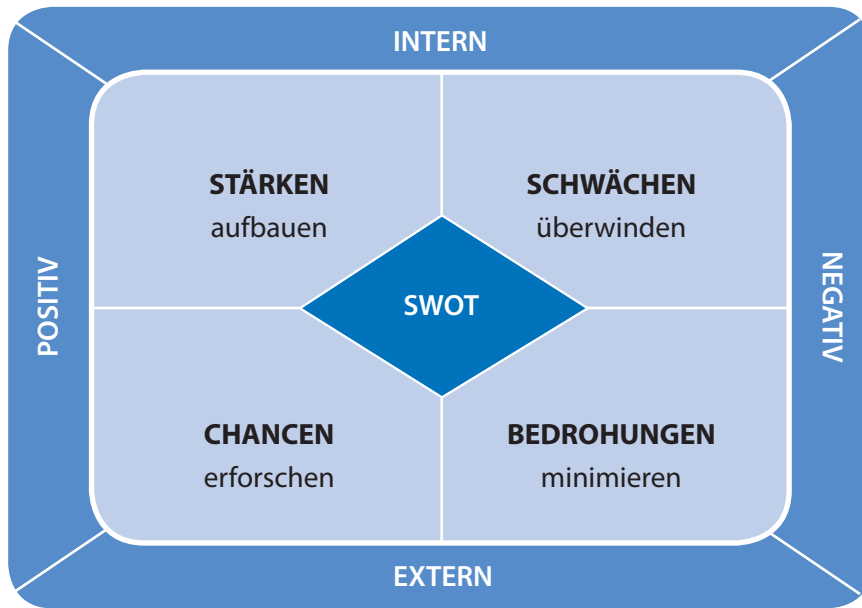 INTERN
STÄRKEN
aufbauen
SCHWÄCHEN
überwinden
POSITIV
SWOT
NEGATIV
CHANCEN
erforschen
BEDROHUNGEN
minimieren
EXTERN